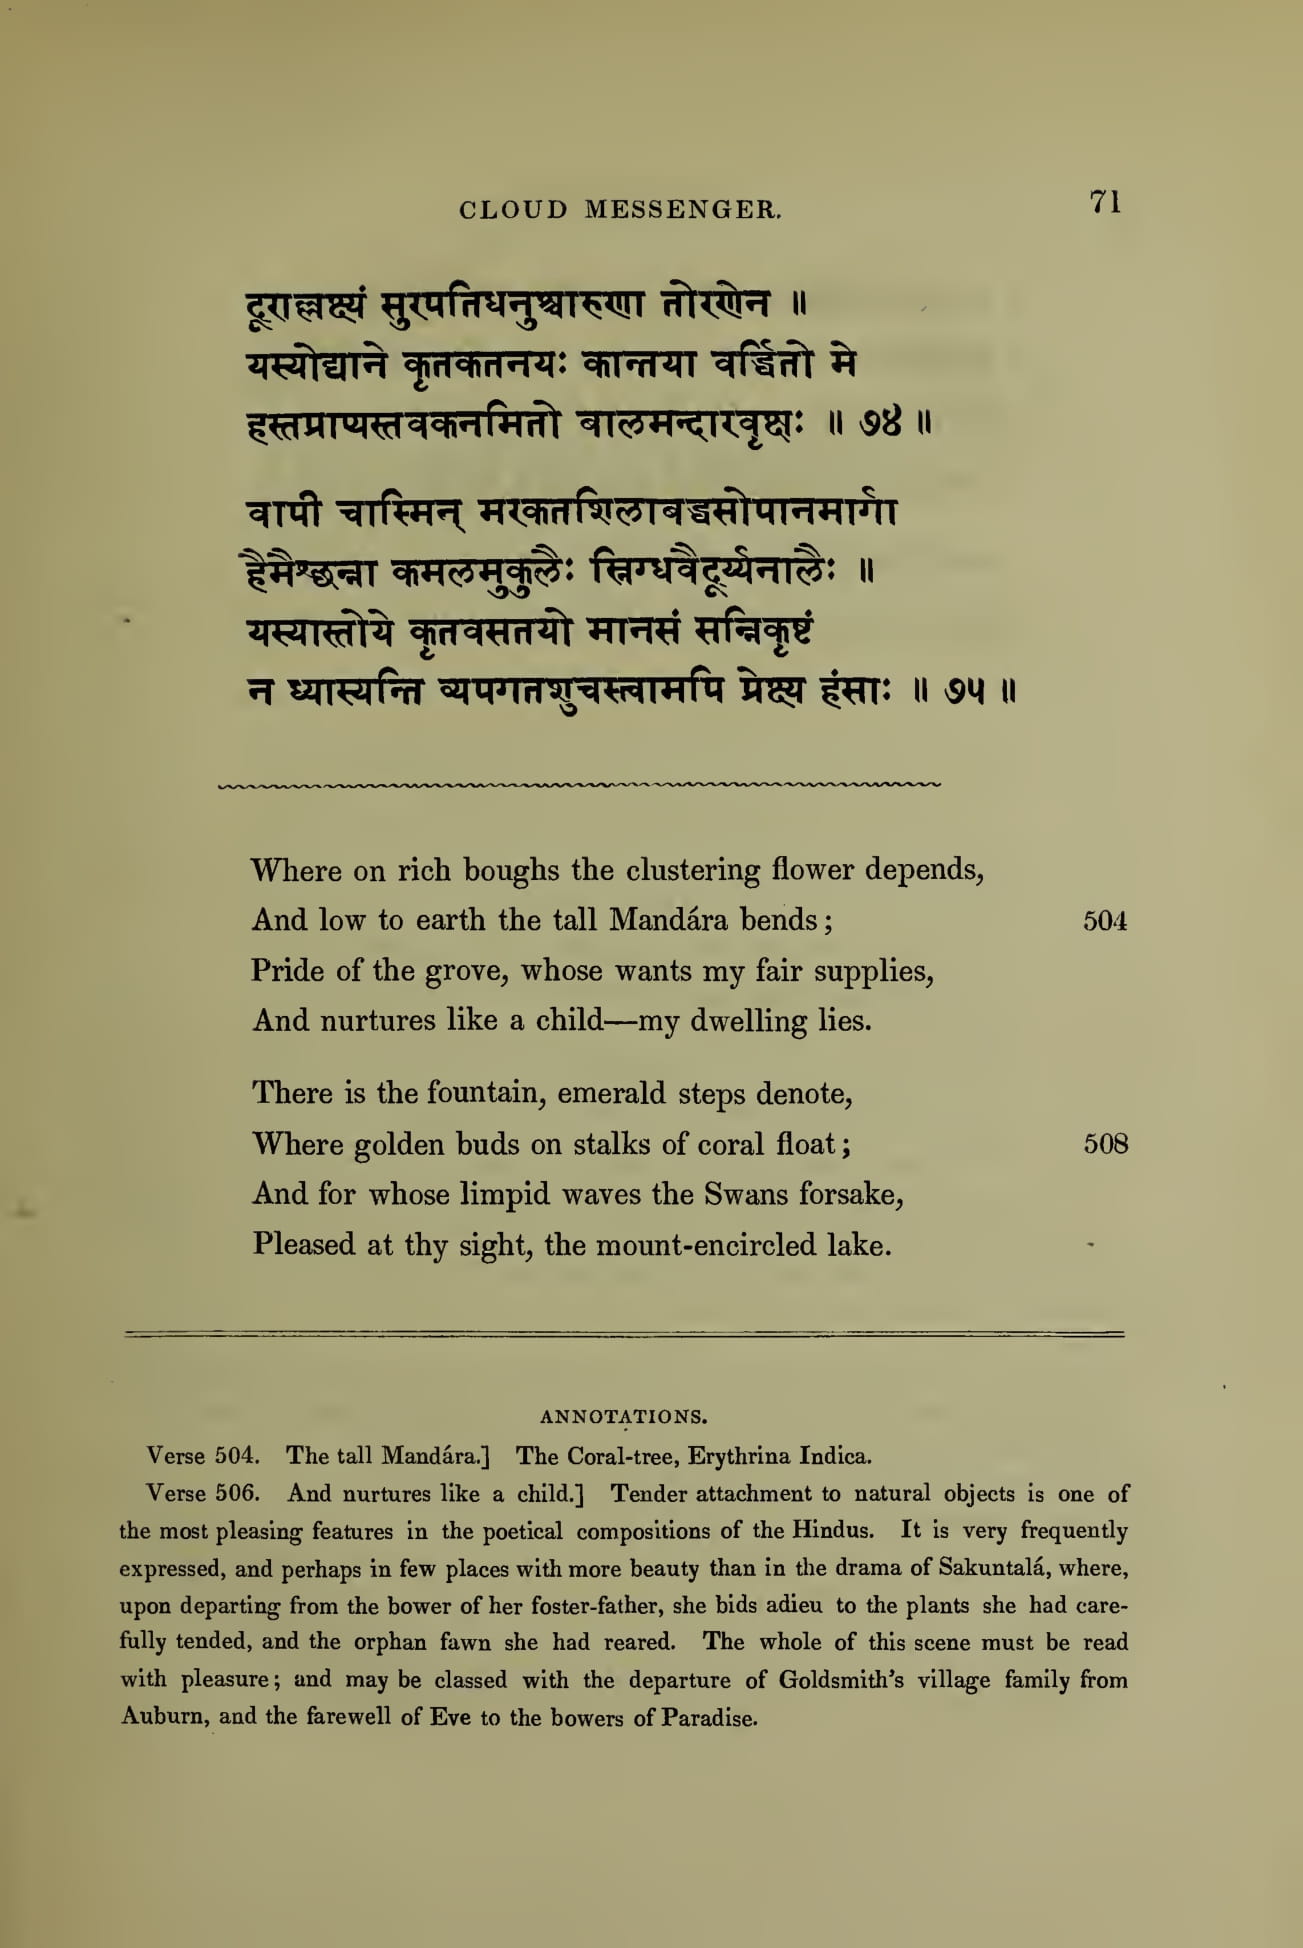 CLOUD MESSENGER.
71
दूराल्लक्ष्यं सुरपतिधनुश्चारुणा तोरणेन ॥
यस्योद्याने कृतकतनयः कान्तया वर्द्धितो मे
हस्तप्राप्यस्तवकनमितो बालमन्दारवृक्षः ॥ ७४ ॥
वापी चास्मिन् मरकतशिलाबद्धसोपानमार्गा
हैमैश्छन्ना कमलमुकुलैः स्निग्धवैदूर्य्यनालैः ॥
यस्यास्तोये कृतवसतयो मानसं सन्निकृष्टं
न ध्यास्यन्ति व्यपगतशुचस्त्वामपि प्रेक्ष्य हंसाः ॥ ७५ ॥
Where on rich boughs the clustering flower depends,
And low to earth the tall Mandára bends; 504
Pride of the grove, whose wants my fair supplies,
And nurtures like a child—my dwelling lies.
There is the fountain, emerald steps denote,
Where golden buds on stalks of coral float; 508
And for whose limpid waves the Swans forsake,
Pleased at thy sight, the mount-encircled lake.
ANNOTATIONS.
Verse 504. The tall Mandára.] The Coral-tree, Erythrina Indica.
Verse 506. And nurtures like a child.] Tender attachment to natural objects is one of
the most pleasing features in the poetical compositions of the Hindus. It is very frequently
expressed, and perhaps in few places with more beauty than in the drama of Sakuntalá, where,
upon departing from the bower of her foster-father, she bids adieu to the plants she had care-
fully tended, and the orphan fawn she had reared. The whole of this scene must be read
with pleasure; and may be classed with the departure of Goldsmith's village family from
Auburn, and the farewell of Eve to the bowers of Paradise.